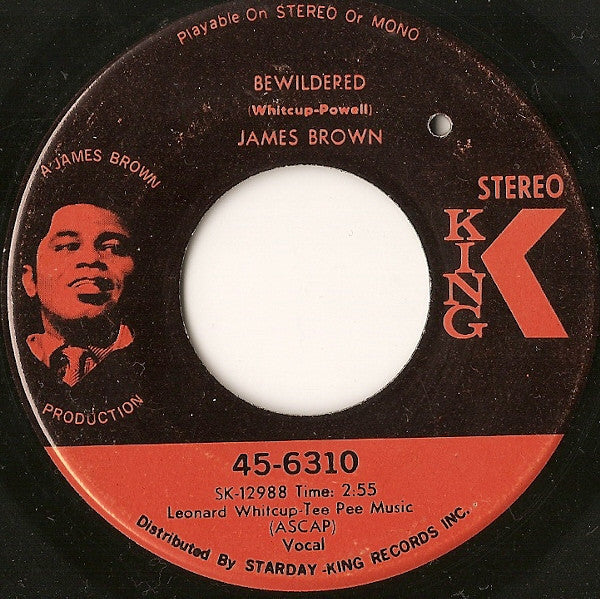 Playable On STEREO Or MONO
BEWILDERED
(Whitcup-Powell)
JAMES BROWN
A JAMES BROWN
PRODUCTION
STEREO
KING
K
45-6310
SK-12988 Time: 2.55
Leonard Whitcup-Tee Pee Music
(ASCAP)
Vocal
Distributed By STARDAY-KING RECORDS INC.